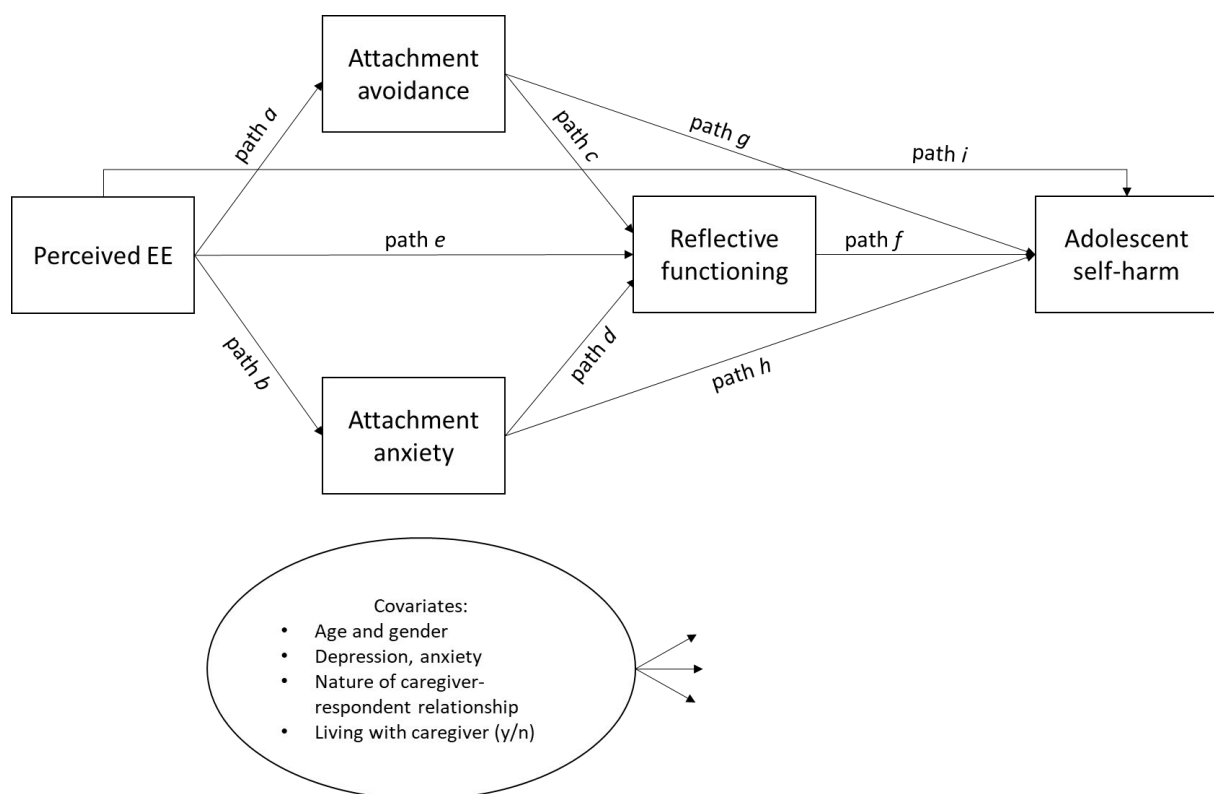 Attachment
avoidance
path a
path c
path g
path i
Perceived EE
path e
Reflective
functioning
path f
Adolescent
self-harm
path b
path d
path h
Attachment
anxiety
Covariates:
• Age and gender
• Depression, anxiety
• Nature of caregiver-
respondent relationship
• Living with caregiver (y/n)